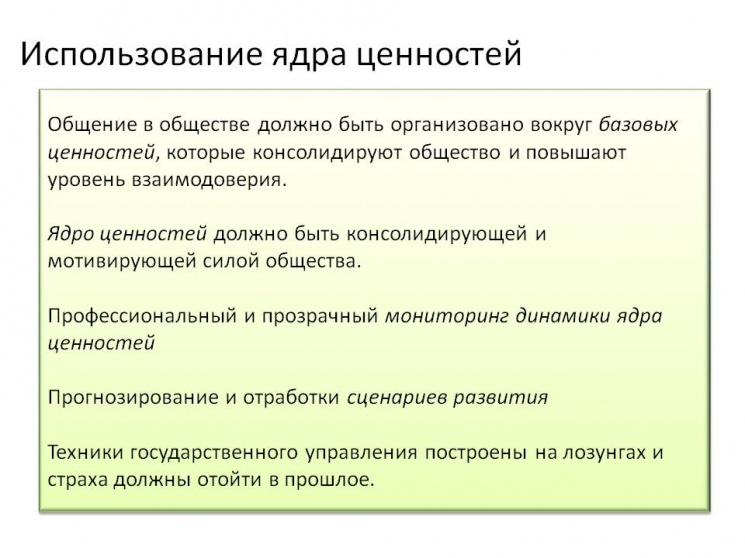 Использование ядра ценностей
Общение в обществе должно быть организовано вокруг базовых
ценностей, которые консолидируют общество и повышают
уровень взаимодоверия.
Ядро ценностей должно быть консолидирующей и
мотивирующей силой общества.
Профессиональный и прозрачный мониторинг динамики ядра
ценностей
Прогнозирование и отработки сценариев развития
Техники государственного управления построены на лозунгах и
страха должны отойти в прошлое.